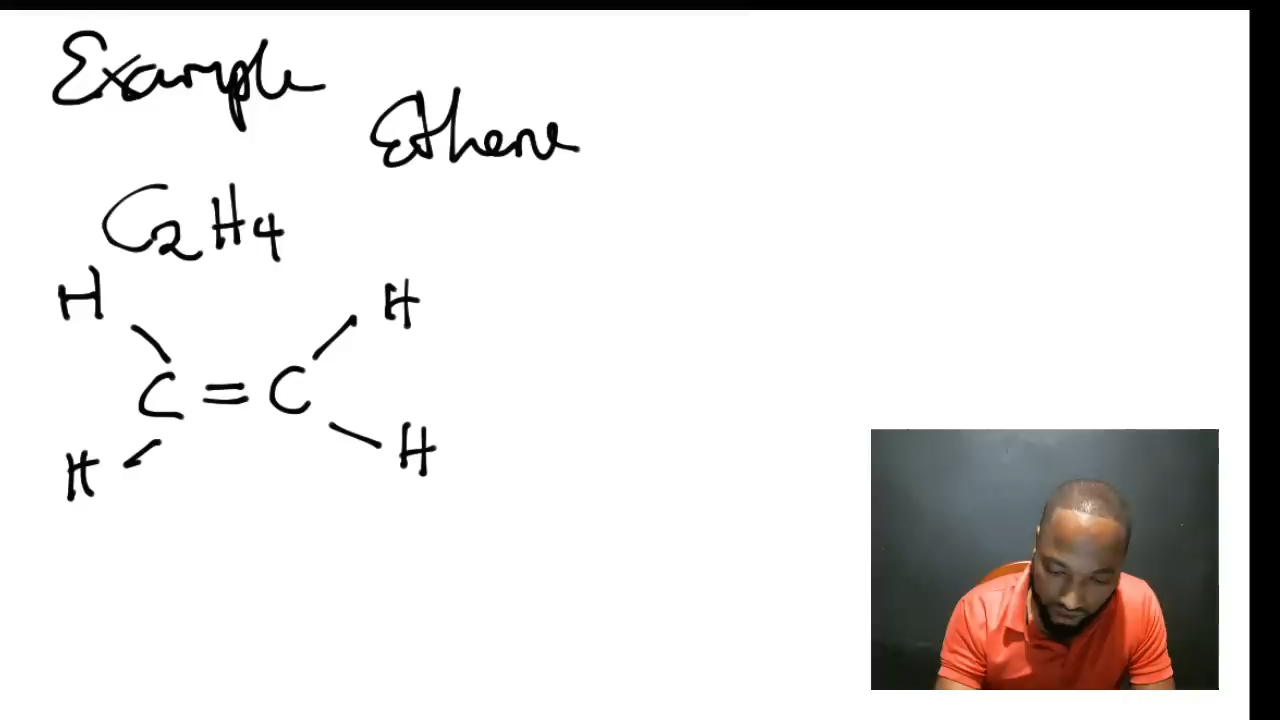 Example
Ethene
C2H4
H H
C = C
H H